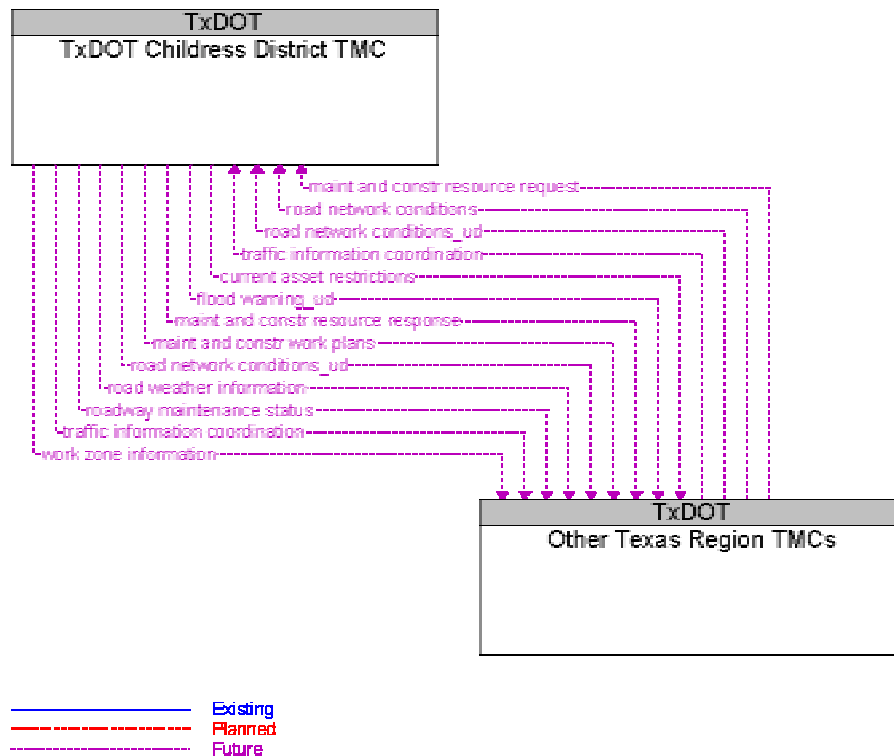 TxDOT
TxDOT Childress District TMC
maint and constr resource request
road network conditions
road network conditions_ud
traffic information coordination
current asset restrictions
flood warning_ud
maint and constr resource response
maint and constr work plans
road network conditions_ud
road weather information
roadway maintenance status
traffic information coordination
work zone information
TxDOT
Other Texas Region TMCs
Existing
Planned
Future